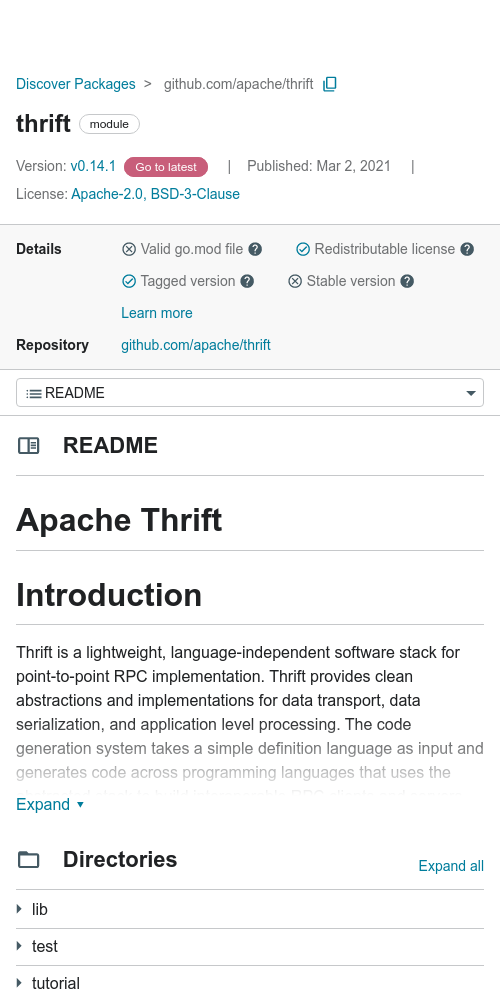 Discover Packages > github.com/apache/thrift
thrift module
Version: v0.14.1 Go to latest | Published: Mar 2, 2021 |
License: Apache-2.0, BSD-3-Clause
Details Valid go.mod file Redistributable license
Tagged version Stable version
Learn more
Repository github.com/apache/thrift
README
README
Apache Thrift
Introduction
Thrift is a lightweight, language-independent software stack for
point-to-point RPC implementation. Thrift provides clean
abstractions and implementations for data transport, data
serialization, and application level processing. The code
generation system takes a simple definition language as input and
generates code across programming languages that uses the
Expand ▼
Directories Expand all
lib
test
tutorial